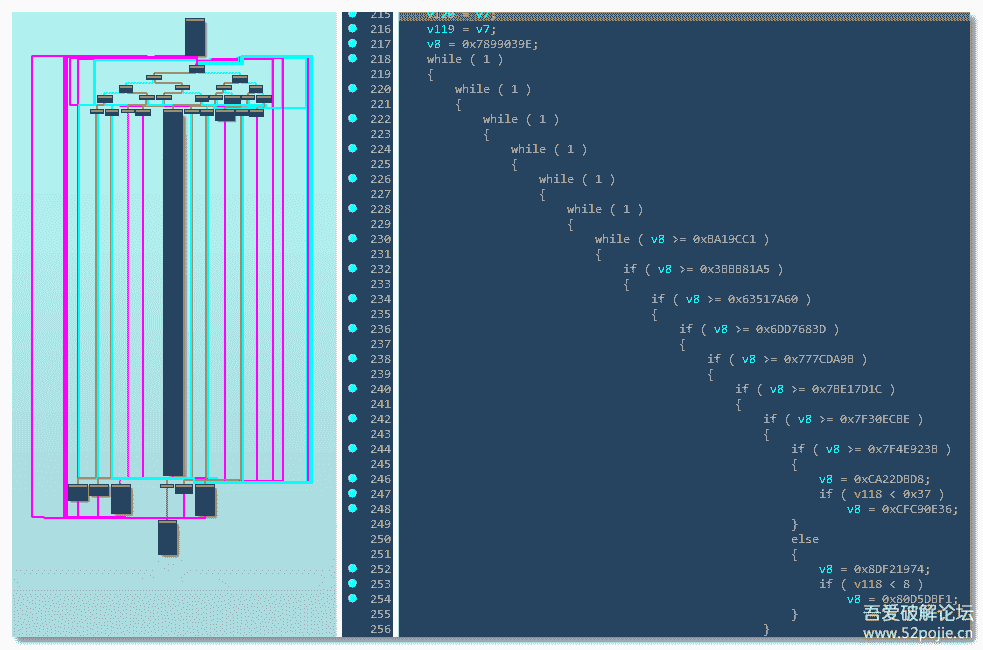 215 v120 = v7;
216 v119 = v7;
217 v8 = 0x7899039E;
218 while ( 1 )
219 {
220 while ( 1 )
221 {
222 while ( 1 )
223 {
224 while ( 1 )
225 {
226 while ( 1 )
227 {
228 while ( 1 )
229 {
230 while ( v8 >= 0xBA19CC1 )
231 {
232 if ( v8 >= 0x3BBB81A5 )
233 {
234 if ( v8 >= 0x63517A60 )
235 {
236 if ( v8 >= 0x6DD7683D )
237 {
238 if ( v8 >= 0x777CDA9B )
239 {
240 if ( v8 >= 0x7BE17D1C )
241 {
242 if ( v8 >= 0x7F30ECBE )
243 {
244 if ( v8 >= 0x7F4E923B )
245 {
246 v8 = 0xCA22DBD8;
247 if ( v118 < 0x37 )
248 v8 = 0xCFC90E36;
249 }
250 else
251 {
252 v8 = 0x8DF21974;
253 if ( v118 < 8 )
254 v8 = 0x80D5DBF1;
255 }
256 }
吾爱破解论坛
www.52pojie.cn